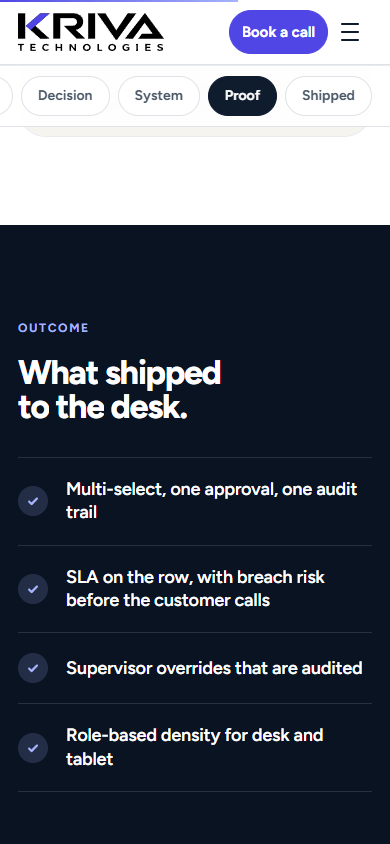 KRIVA
TECHNOLOGIES
Book a call
Decision
System
Proof
Shipped
OUTCOME
What shipped
to the desk.
Multi-select, one approval, one audit
trail
SLA on the row, with breach risk
before the customer calls
Supervisor overrides that are audited
Role-based density for desk and
tablet